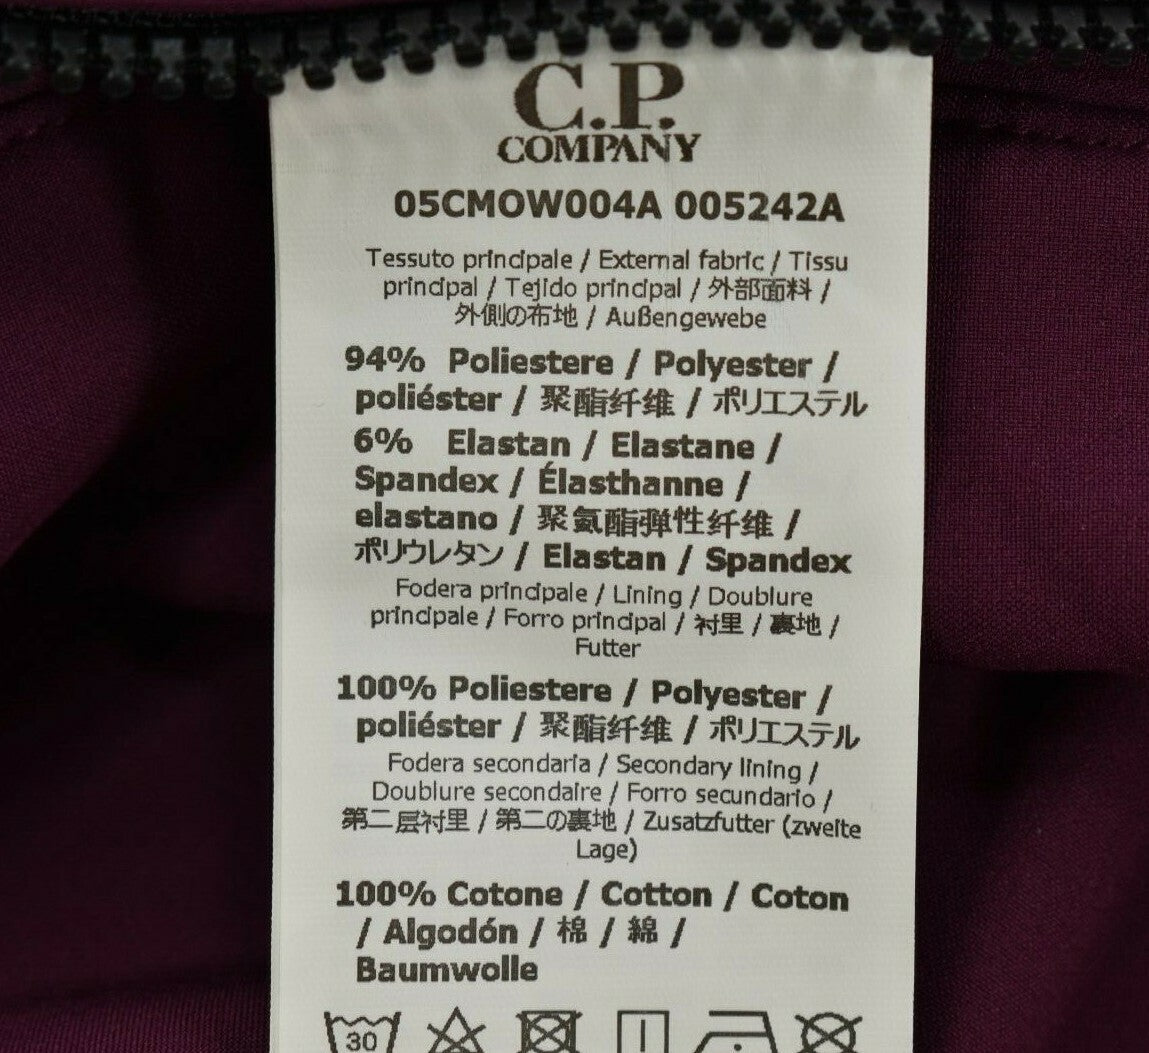 C.P.
COMPANY
05CMOW004A 005242A
Tessuto principale / External fabric / Tissu
principal / Tejido principal / 外部面料 /
外側の布地 / Außengewebe
94% Poliestere / Polyester /
poliéster / 聚酯纤维 / ポリエステル
6% Elastan / Elastane /
Spandex / Élasthanne /
elastano / 聚氨酯弹性纤维 /
ポリウレタン / Elastan / Spandex
Fodera principale / Lining / Doublure
principale / Forro principal / 衬里 / 裏地 /
Futter
100% Poliestere / Polyester /
poliéster / 聚酯纤维 / ポリエステル
Fodera secondaria / Secondary lining /
Doublure secondaire / Forro secundario /
第二层衬里 / 第二の裏地 / Zusatzfutter (zweite
Lage)
100% Cotone / Cotton / Coton
/ Algodón / 棉 / 綿 /
Baumwolle
30